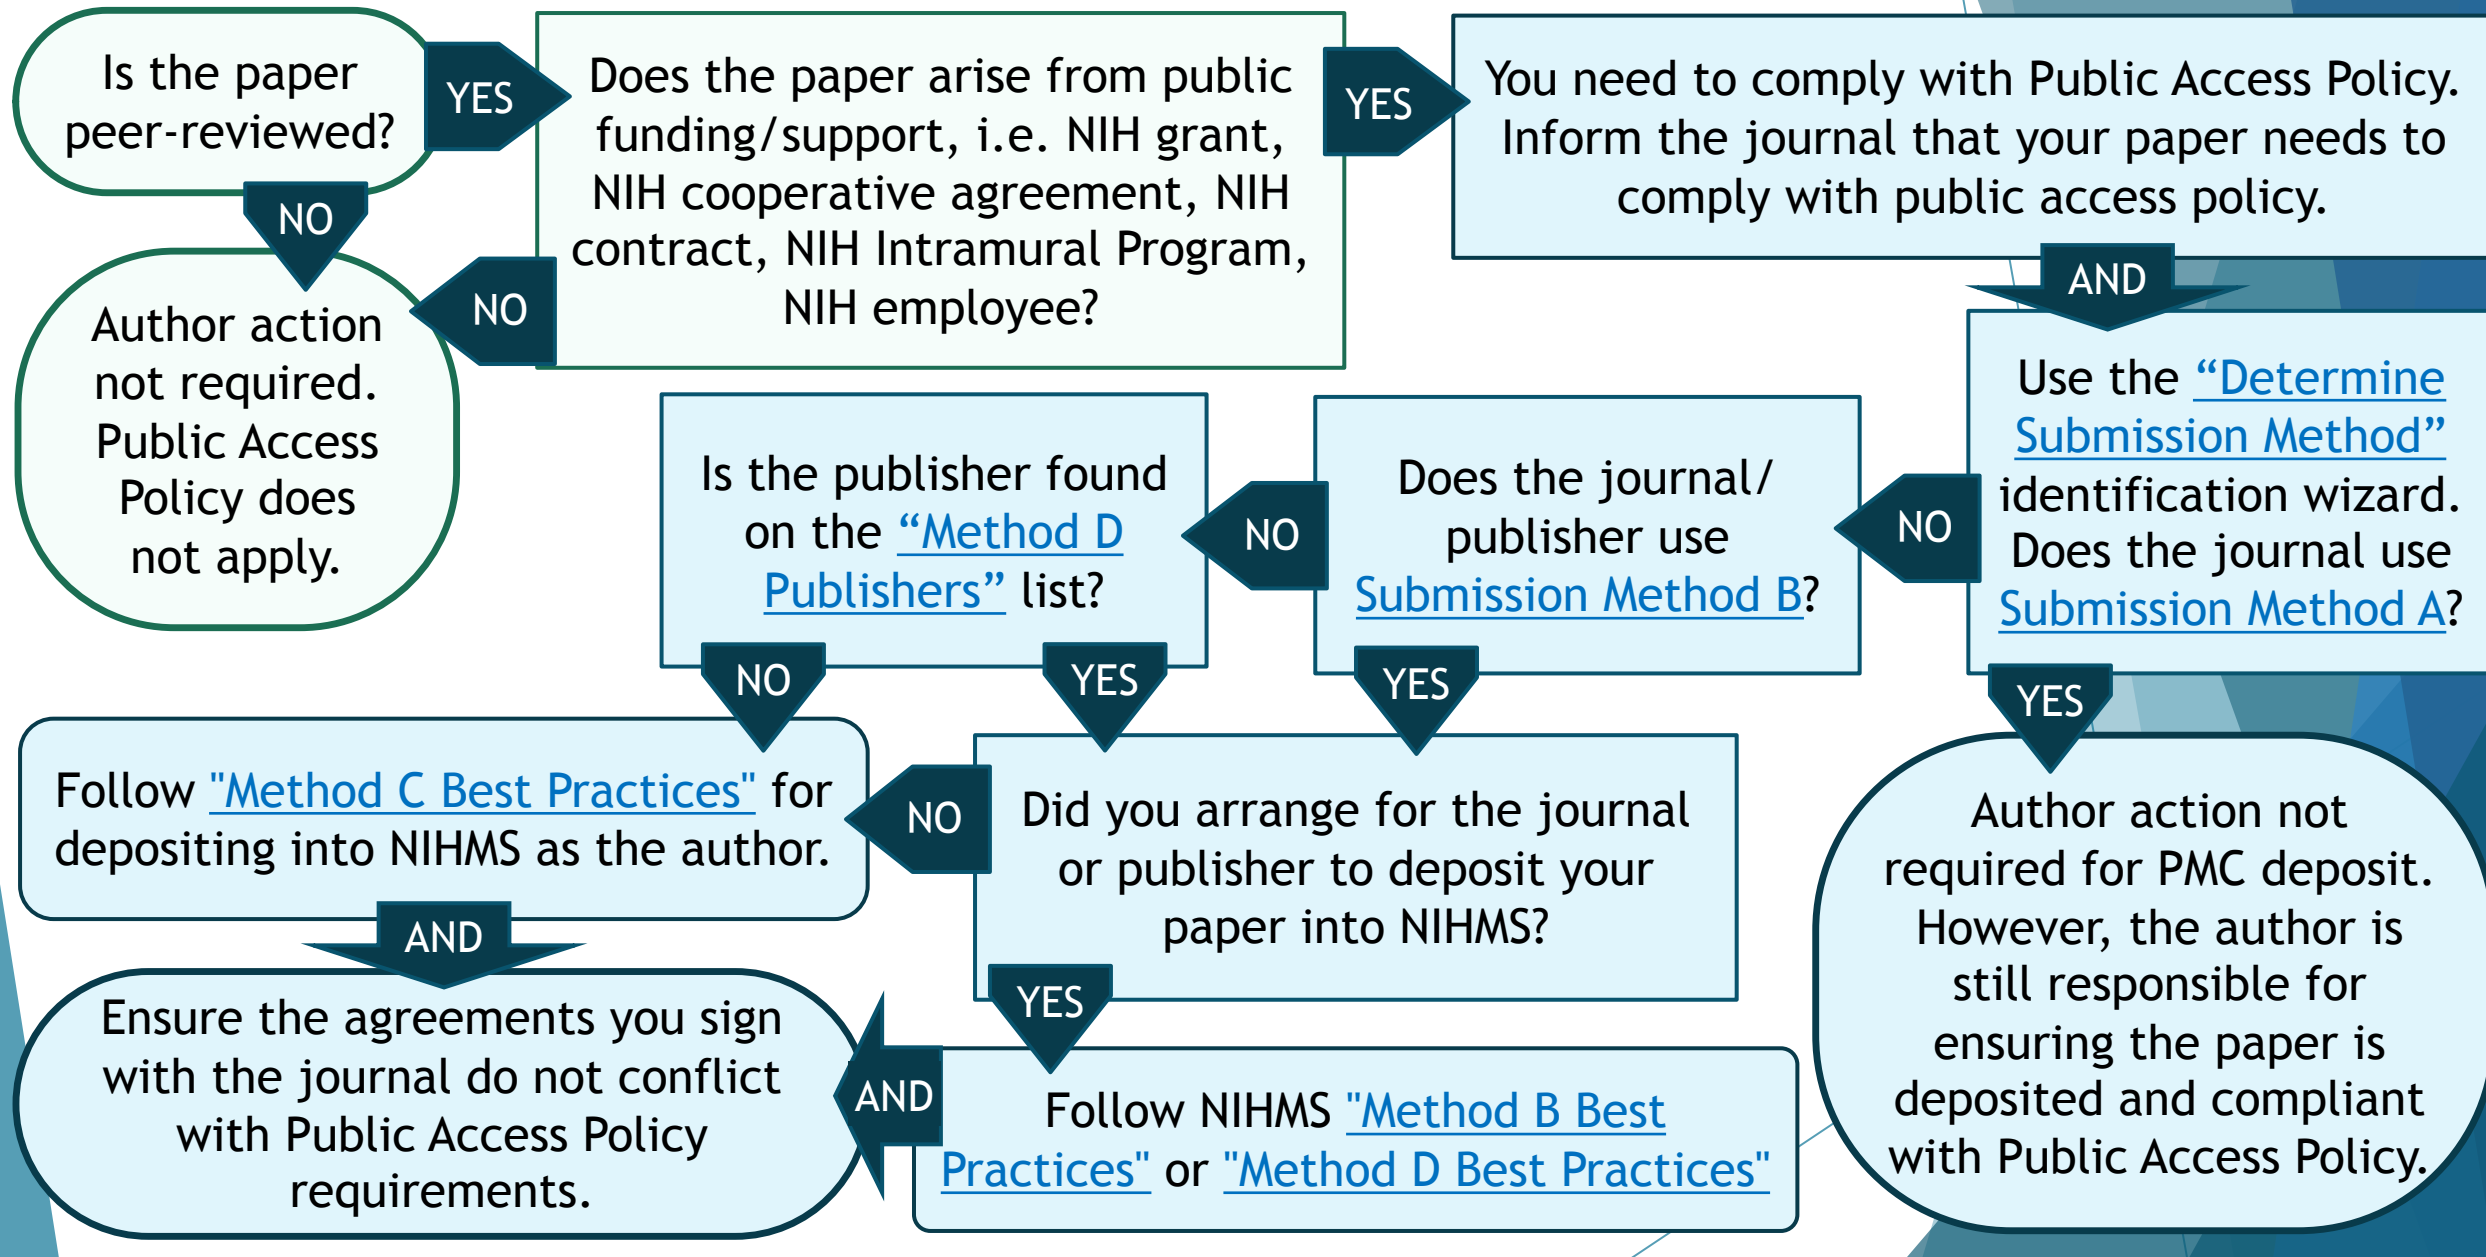 Is the paper
peer-reviewed?
YES
Does the paper arise from public
funding/support, i.e. NIH grant,
NIH cooperative agreement, NIH
contract, NIH Intramural Program,
NIH employee?
YES
You need to comply with Public Access Policy.
Inform the journal that your paper needs to
comply with public access policy.
NO
NO
Author action
not required.
Public Access
Policy does
not apply.
AND
Use the “Determine
Submission Method”
identification wizard.
Does the journal use
Submission Method A?
NO
Does the journal/
publisher use
Submission Method B?
NO
Is the publisher found
on the “Method D
Publishers” list?
NO
YES
YES
YES
Follow "Method C Best Practices" for
depositing into NIHMS as the author.
NO
Did you arrange for the journal
or publisher to deposit your
paper into NIHMS?
Author action not
required for PMC deposit.
However, the author is
still responsible for
ensuring the paper is
deposited and compliant
with Public Access Policy.
AND
YES
Ensure the agreements you sign
with the journal do not conflict
with Public Access Policy
requirements.
AND
Follow NIHMS "Method B Best
Practices" or "Method D Best Practices"